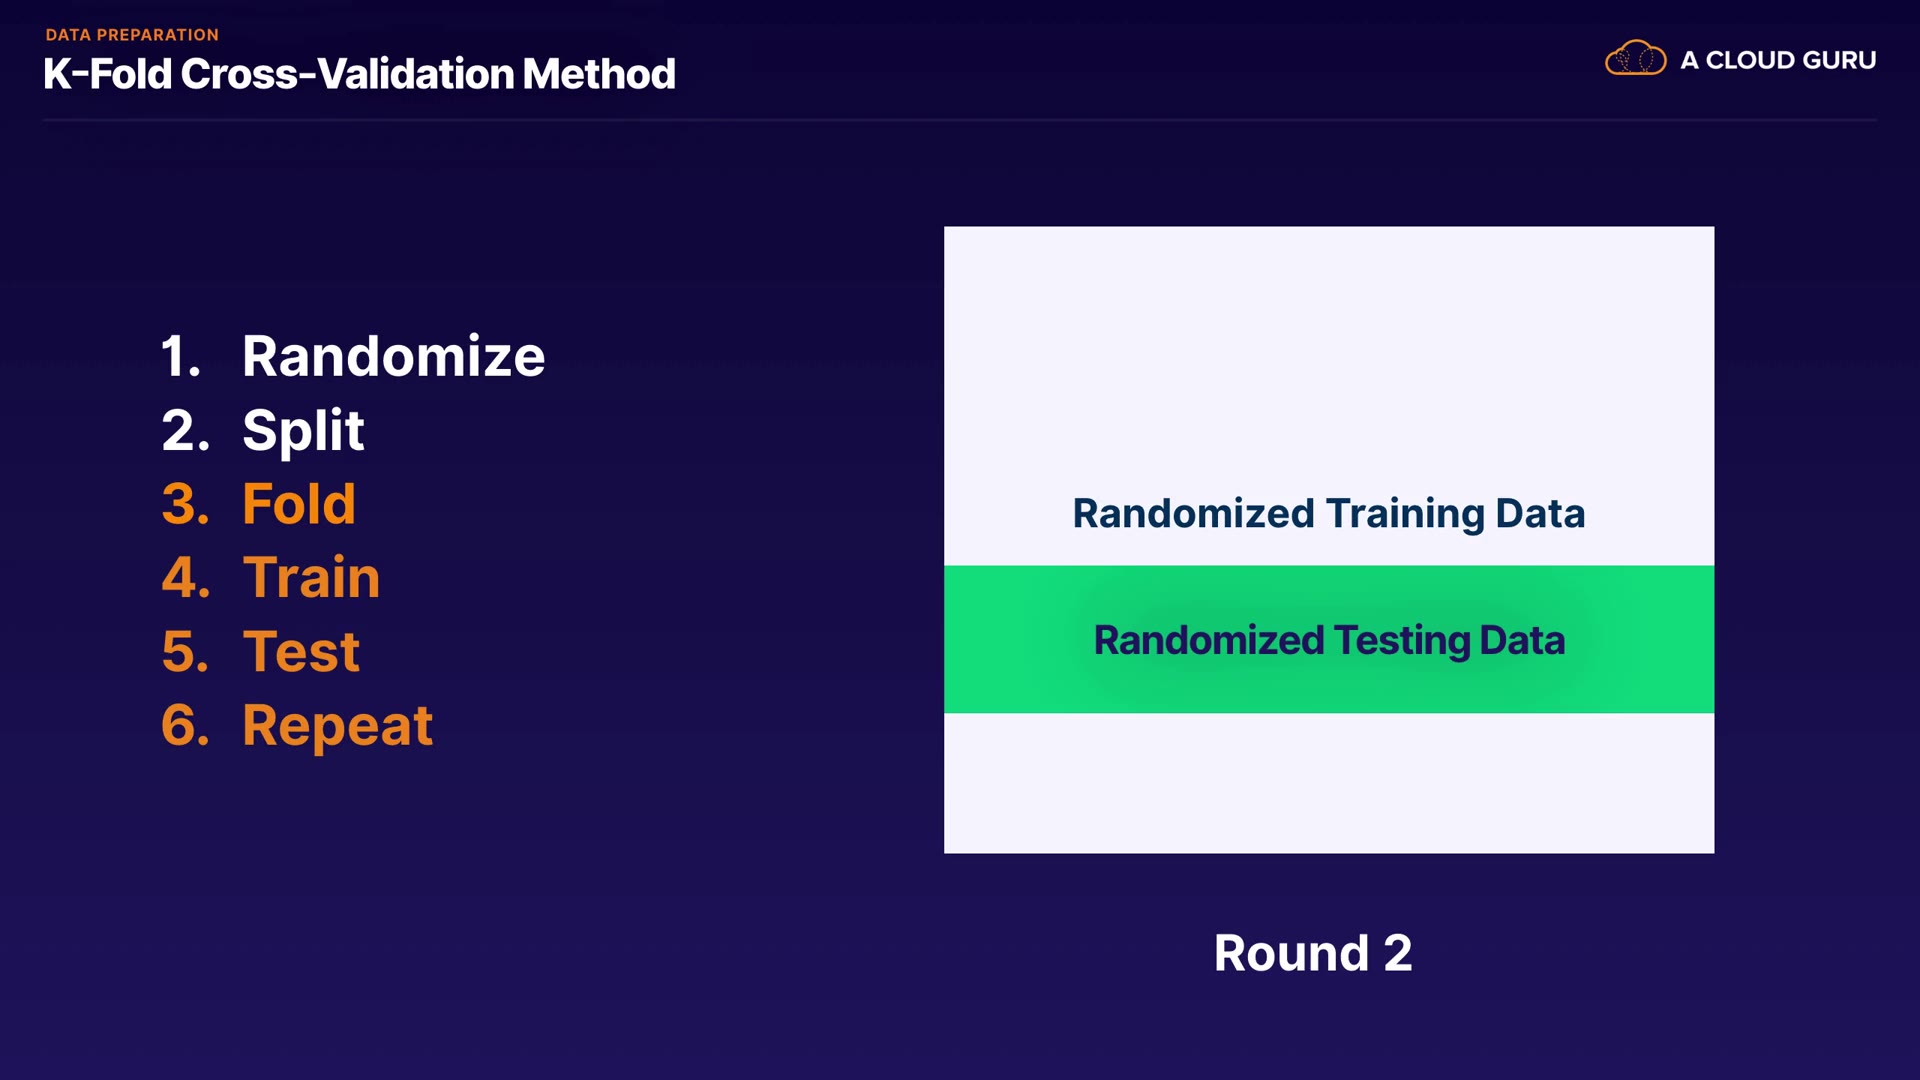 DATA PREPARATION
K-Fold Cross-Validation Method
A CLOUD GURU
1. Randomize
2. Split
3. Fold
4. Train
5. Test
6. Repeat
Randomized Training Data
Randomized Testing Data
Round 2